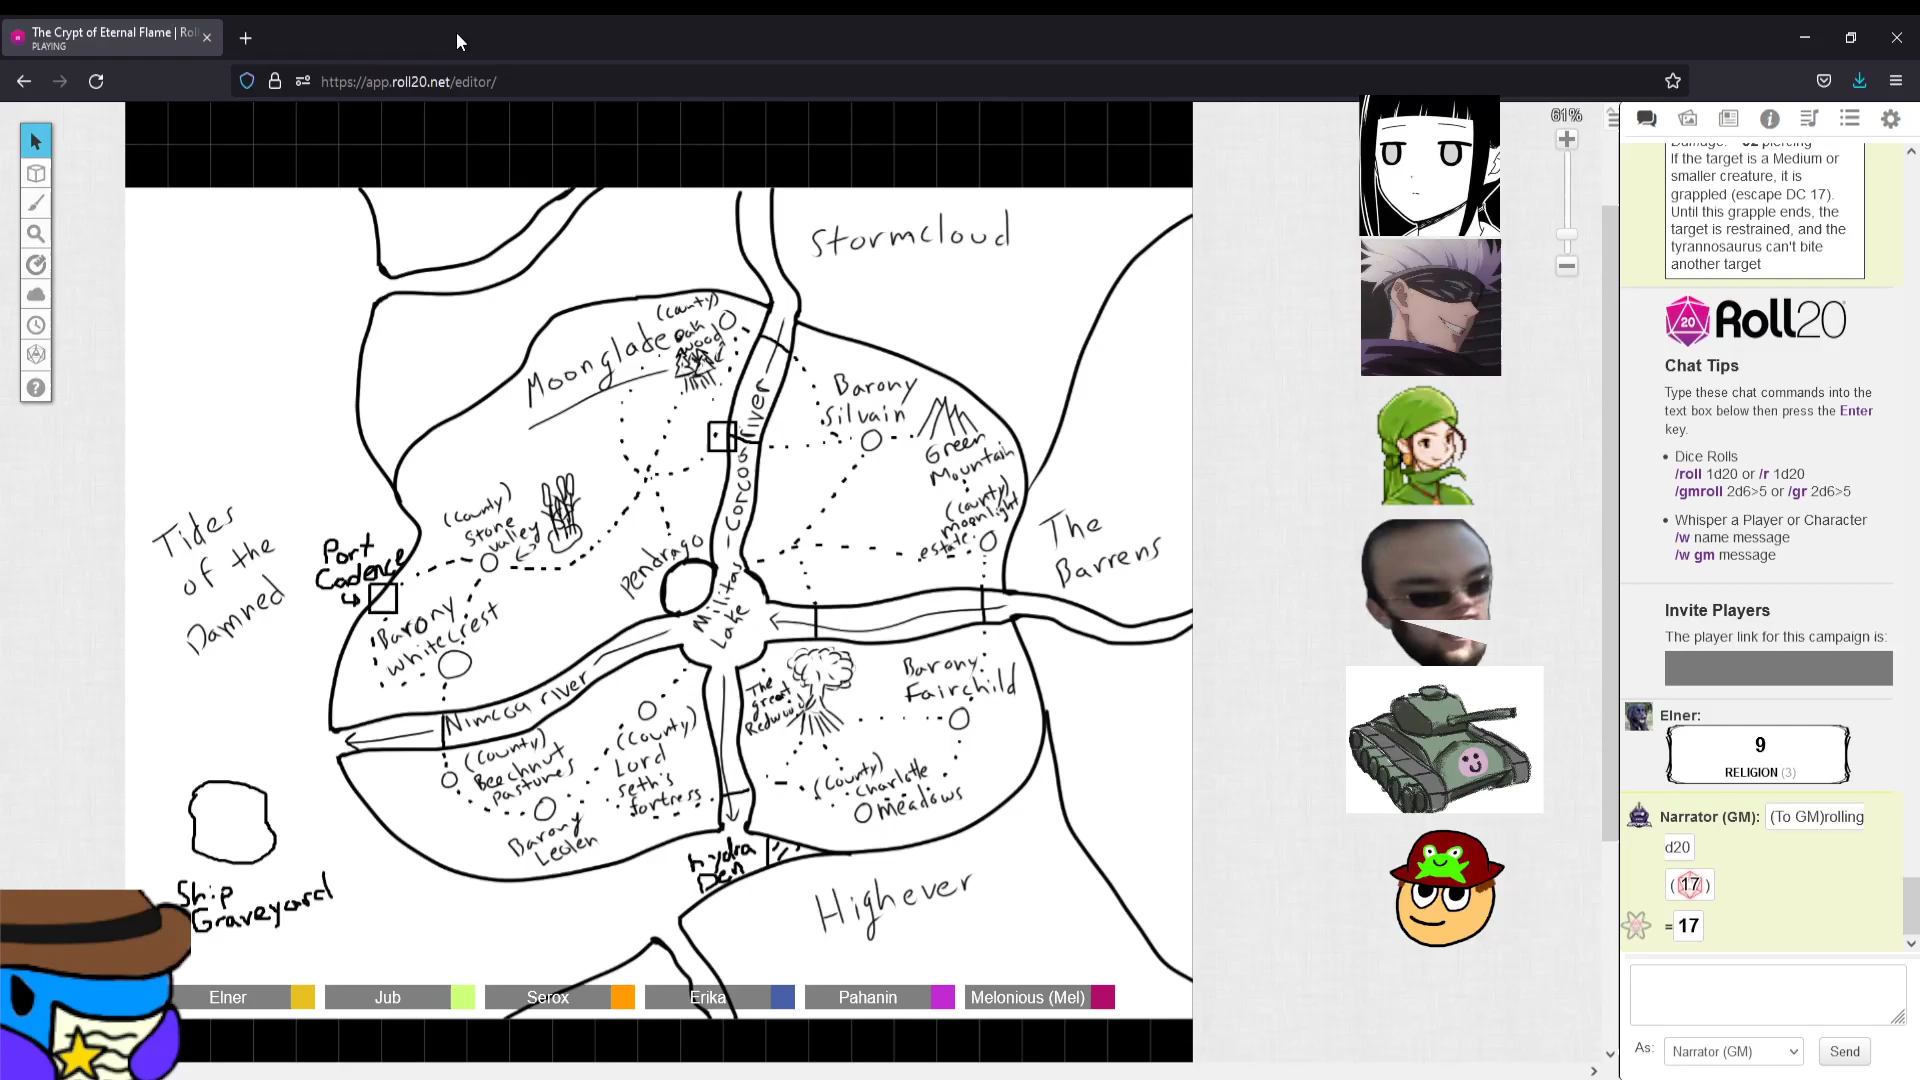 The Crypt of Eternal Flame | Roll
PLAYING
https://app.roll20.net/editor/
61%
Stormcloud
(County)
Oak
wood
Moonglade
Barony
Silvain
Green
Mountain
(County)
moonlight
estate
Corcoa river
(County)
Stone
Valley
Pendrago
Militas
Lake
The
Barrens
Tides
of the
Damned
Port
Cadence
Barony
Whitecrest
Nimcoa river
The
great
Redwood
Barony
Fairchild
(County)
Beechnut
Pastures
(County)
Lord
Seth's
fortress
(County)
Charlotte
meadows
Barony
Hydra
Den
Highever
Ship
Graveyard
Elner
Jub
Serox
Erika
Pahanin
Melonious (Mel)
If the target is a Medium or
smaller creature, it is
grappled (escape DC 17).
Until this grapple ends, the
target is restrained, and the
tyrannosaurus can't bite
another target
20 Roll20
Chat Tips
Type these chat commands into the
text box below then press the Enter
key.
• Dice Rolls
/roll 1d20 or /r 1d20
/gmroll 2d6>5 or /gr 2d6>5
• Whisper a Player or Character
/w name message
/w gm message
Invite Players
The player link for this campaign is:
Elner:
9
RELIGION (3)
Narrator (GM): (To GM)rolling
d20
(17)
=17
As: Narrator (GM)
Send